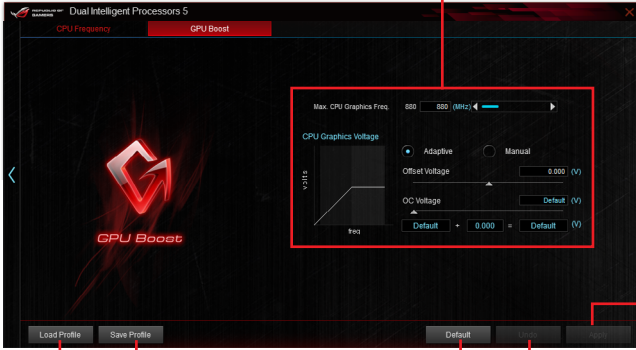 REPUBLIC OF GAMERS Dual Intelligent Processors 5
CPU Frequency GPU Boost
Max. CPU Graphics Freq. 880 880 (MHz)
CPU Graphics Voltage
Adaptive Manual
Offset Voltage 0.000 (V)
volts
OC Voltage Default (V)
Default + 0.000 = Default (V)
freq
GPU Boost
Load Profile Save Profile Default Undo Apply